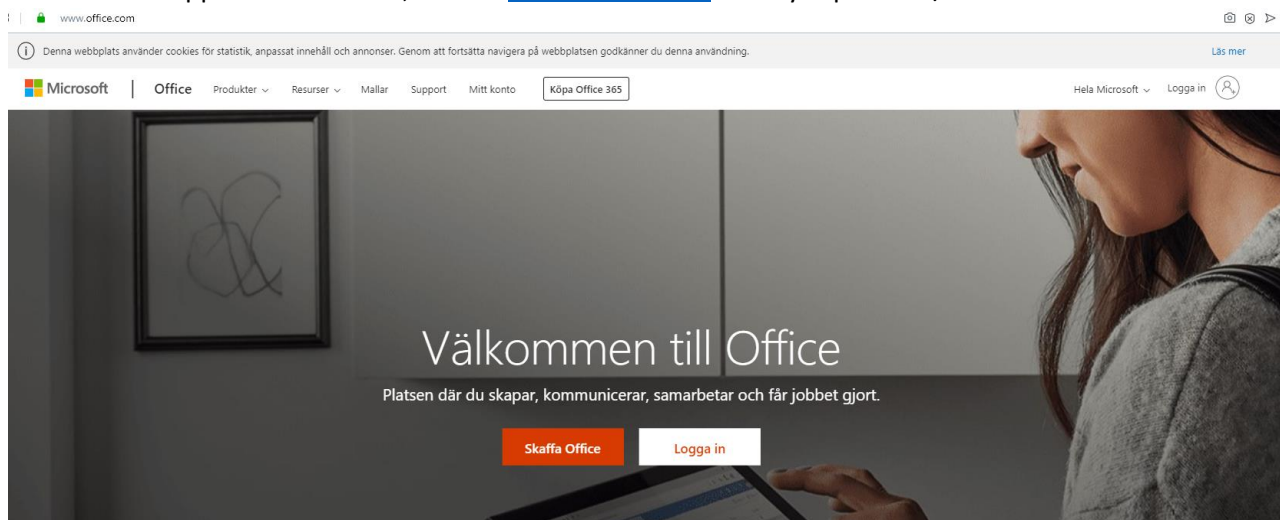 www.office.com
Denna webbplats använder cookies för statistik, anpassat innehåll och annonser. Genom att fortsätta navigera på webbplatsen godkänner du denna användning. Läs mer
Microsoft Office Produkter Resurser Mallar Support Mitt konto Köpa Office 365 Hela Microsoft Logga in
Välkommen till Office
Platsen där du skapar, kommunicerar, samarbetar och får jobbet gjort.
Skaffa Office Logga in